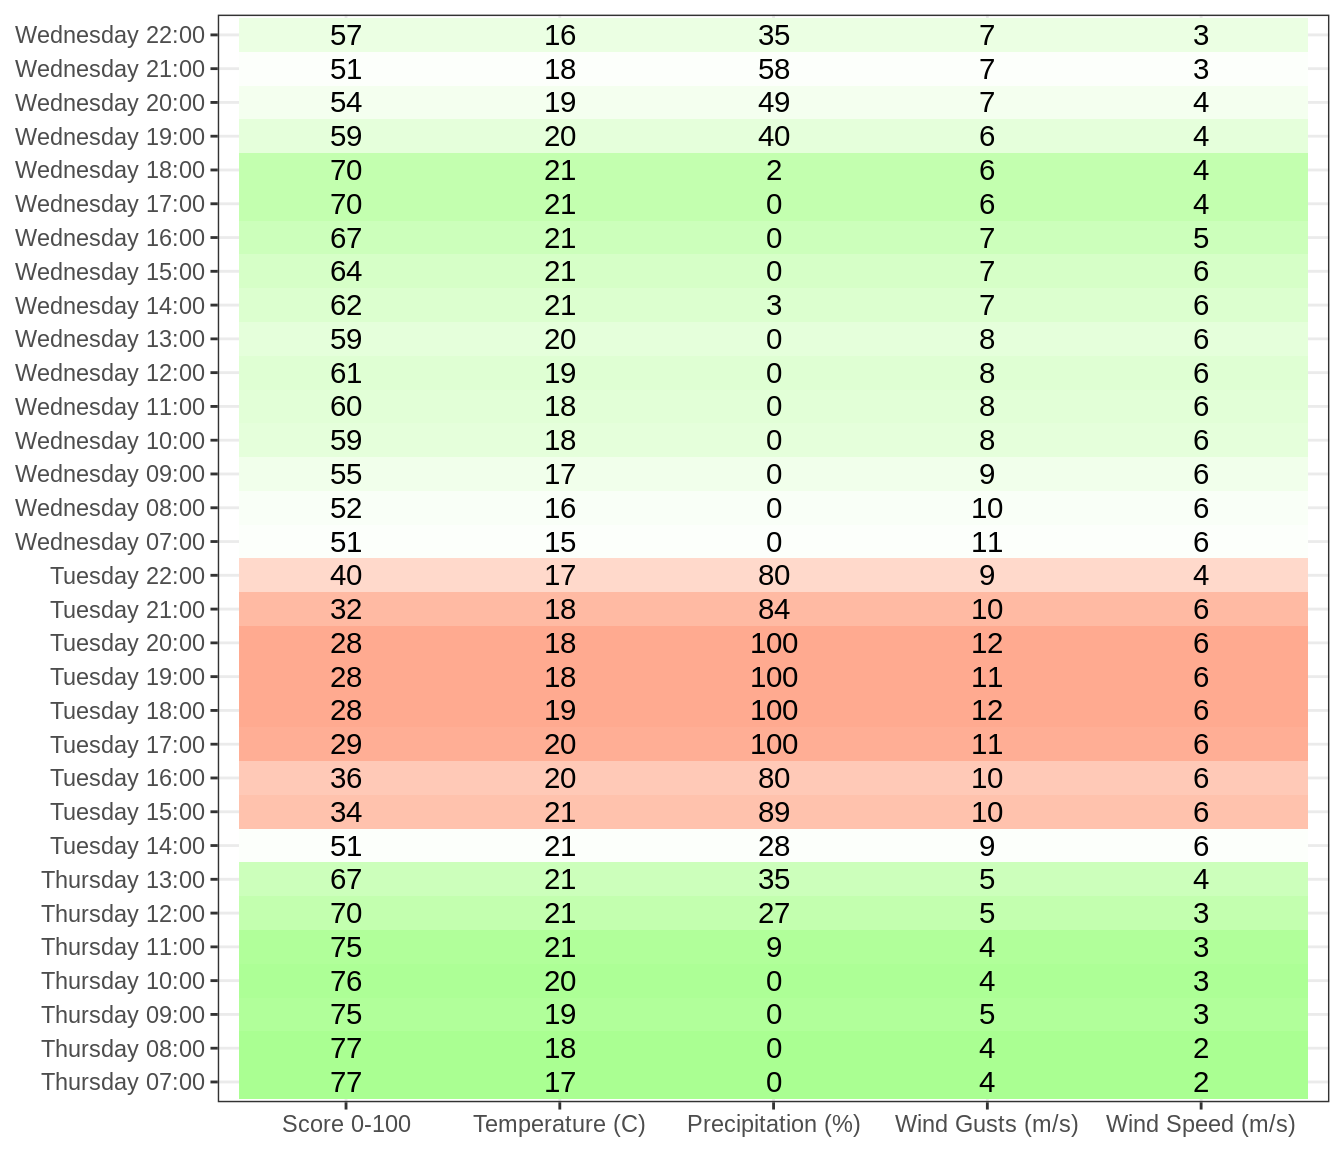 Wednesday 22:00 57 16 35 7 3
Wednesday 21:00 51 18 58 7 3
Wednesday 20:00 54 19 49 7 4
Wednesday 19:00 59 20 40 6 4
Wednesday 18:00 70 21 2 6 4
Wednesday 17:00 70 21 0 6 4
Wednesday 16:00 67 21 0 7 5
Wednesday 15:00 64 21 0 7 6
Wednesday 14:00 62 21 3 7 6
Wednesday 13:00 59 20 0 8 6
Wednesday 12:00 61 19 0 8 6
Wednesday 11:00 60 18 0 8 6
Wednesday 10:00 59 18 0 8 6
Wednesday 09:00 55 17 0 9 6
Wednesday 08:00 52 16 0 10 6
Wednesday 07:00 51 15 0 11 6
Tuesday 22:00 40 17 80 9 4
Tuesday 21:00 32 18 84 10 6
Tuesday 20:00 28 18 100 12 6
Tuesday 19:00 28 18 100 11 6
Tuesday 18:00 28 19 100 12 6
Tuesday 17:00 29 20 100 11 6
Tuesday 16:00 36 20 80 10 6
Tuesday 15:00 34 21 89 10 6
Tuesday 14:00 51 21 28 9 6
Thursday 13:00 67 21 35 5 4
Thursday 12:00 70 21 27 5 3
Thursday 11:00 75 21 9 4 3
Thursday 10:00 76 20 0 4 3
Thursday 09:00 75 19 0 5 3
Thursday 08:00 77 18 0 4 2
Thursday 07:00 77 17 0 4 2
Score 0-100 Temperature (C) Precipitation (%) Wind Gusts (m/s) Wind Speed (m/s)